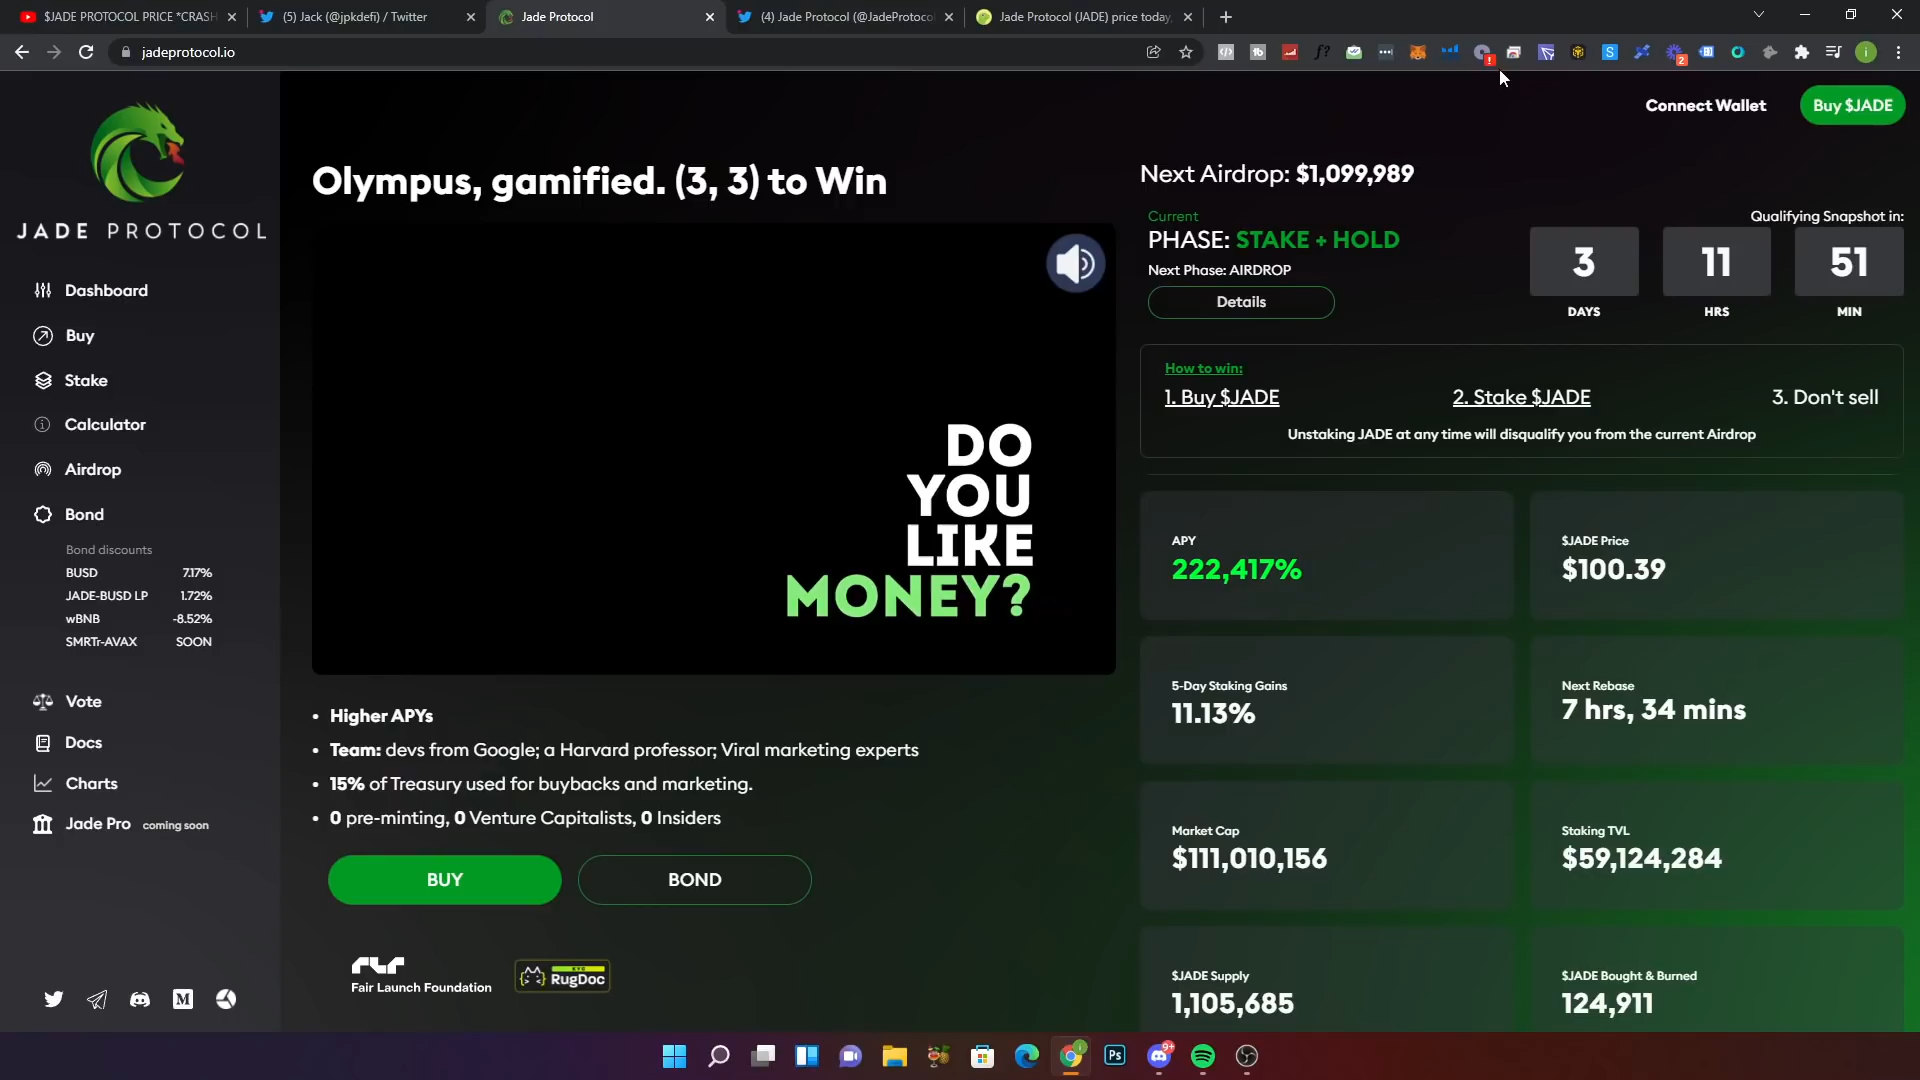 $JADE PROTOCOL PRICE *CRASH
(5) Jack (@jpkdefi) / Twitter
Jade Protocol
(4) Jade Protocol (@JadeProtoco
Jade Protocol (JADE) price today,
jadeprotocol.io
Connect Wallet
Buy $JADE
JADE PROTOCOL
Dashboard
Buy
Stake
Calculator
Airdrop
Bond
Bond discounts
BUSD 7.17%
JADE-BUSD LP 1.72%
wBNB -8.52%
SMRTr-AVAX SOON
Vote
Docs
Charts
Jade Pro coming soon
Olympus, gamified. (3, 3) to Win
DO
YOU
LIKE
MONEY?
• Higher APYs
• Team: devs from Google; a Harvard professor; Viral marketing experts
• 15% of Treasury used for buybacks and marketing.
• 0 pre-minting, 0 Venture Capitalists, 0 Insiders
BUY
BOND
Fair Launch Foundation
KYC
RugDoc
Next Airdrop: $1,099,989
Current
PHASE: STAKE + HOLD
Next Phase: AIRDROP
Details
Qualifying Snapshot in:
3 11 51
DAYS HRS MIN
How to win:
1. Buy $JADE 2. Stake $JADE 3. Don't sell
Unstaking JADE at any time will disqualify you from the current Airdrop
APY
222,417%
$JADE Price
$100.39
5-Day Staking Gains
11.13%
Next Rebase
7 hrs, 34 mins
Market Cap
$111,010,156
Staking TVL
$59,124,284
$JADE Supply
1,105,685
$JADE Bought & Burned
124,911
Ps
9+